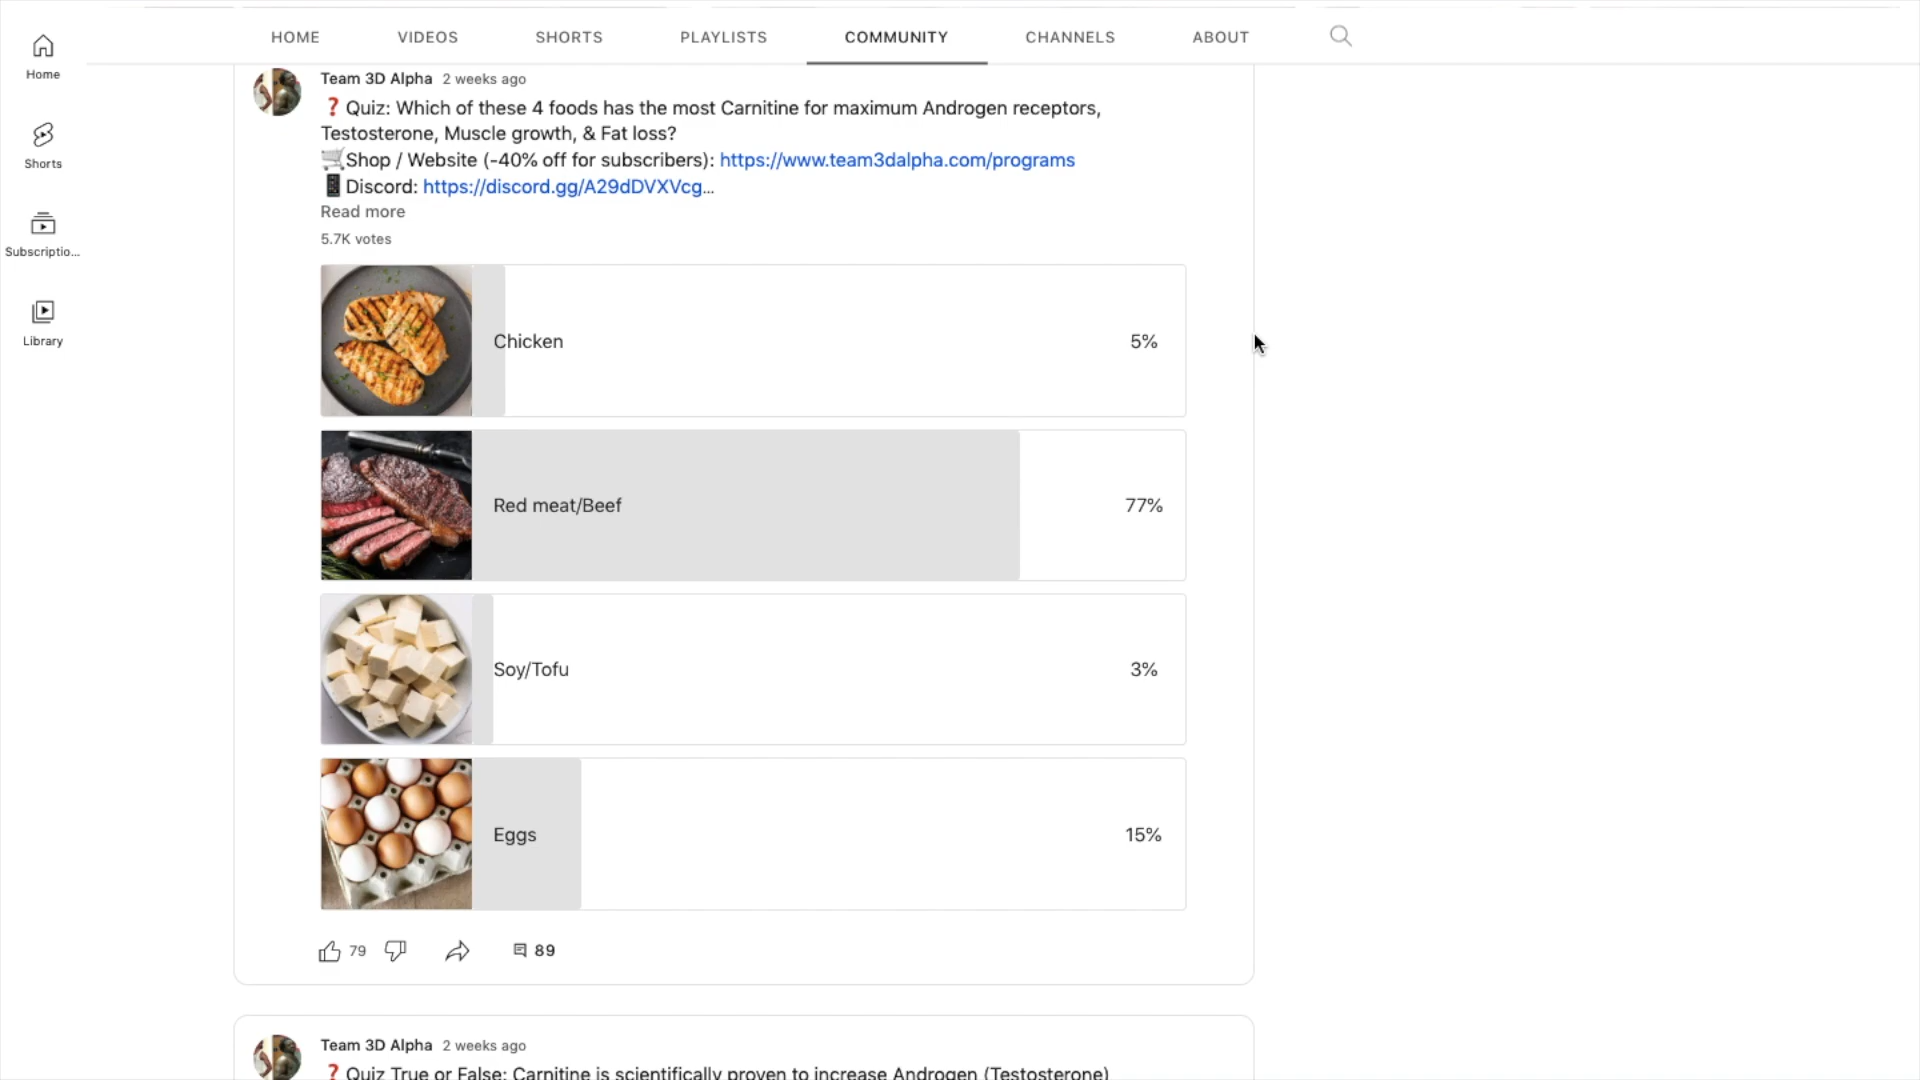 HOME VIDEOS SHORTS PLAYLISTS COMMUNITY CHANNELS ABOUT
Home
Shorts
Subscriptio...
Library
Team 3D Alpha 2 weeks ago
❓ Quiz: Which of these 4 foods has the most Carnitine for maximum Androgen receptors,
Testosterone, Muscle growth, & Fat loss?
🛒Shop / Website (-40% off for subscribers): https://www.team3dalpha.com/programs
📱Discord: https://discord.gg/A29dDVXVcg...
Read more
5.7K votes
Chicken 5%
Red meat/Beef 77%
Soy/Tofu 3%
Eggs 15%
79 89
Team 3D Alpha 2 weeks ago
❓ Quiz True or False: Carnitine is scientifically proven to increase Androgen (Testosterone)